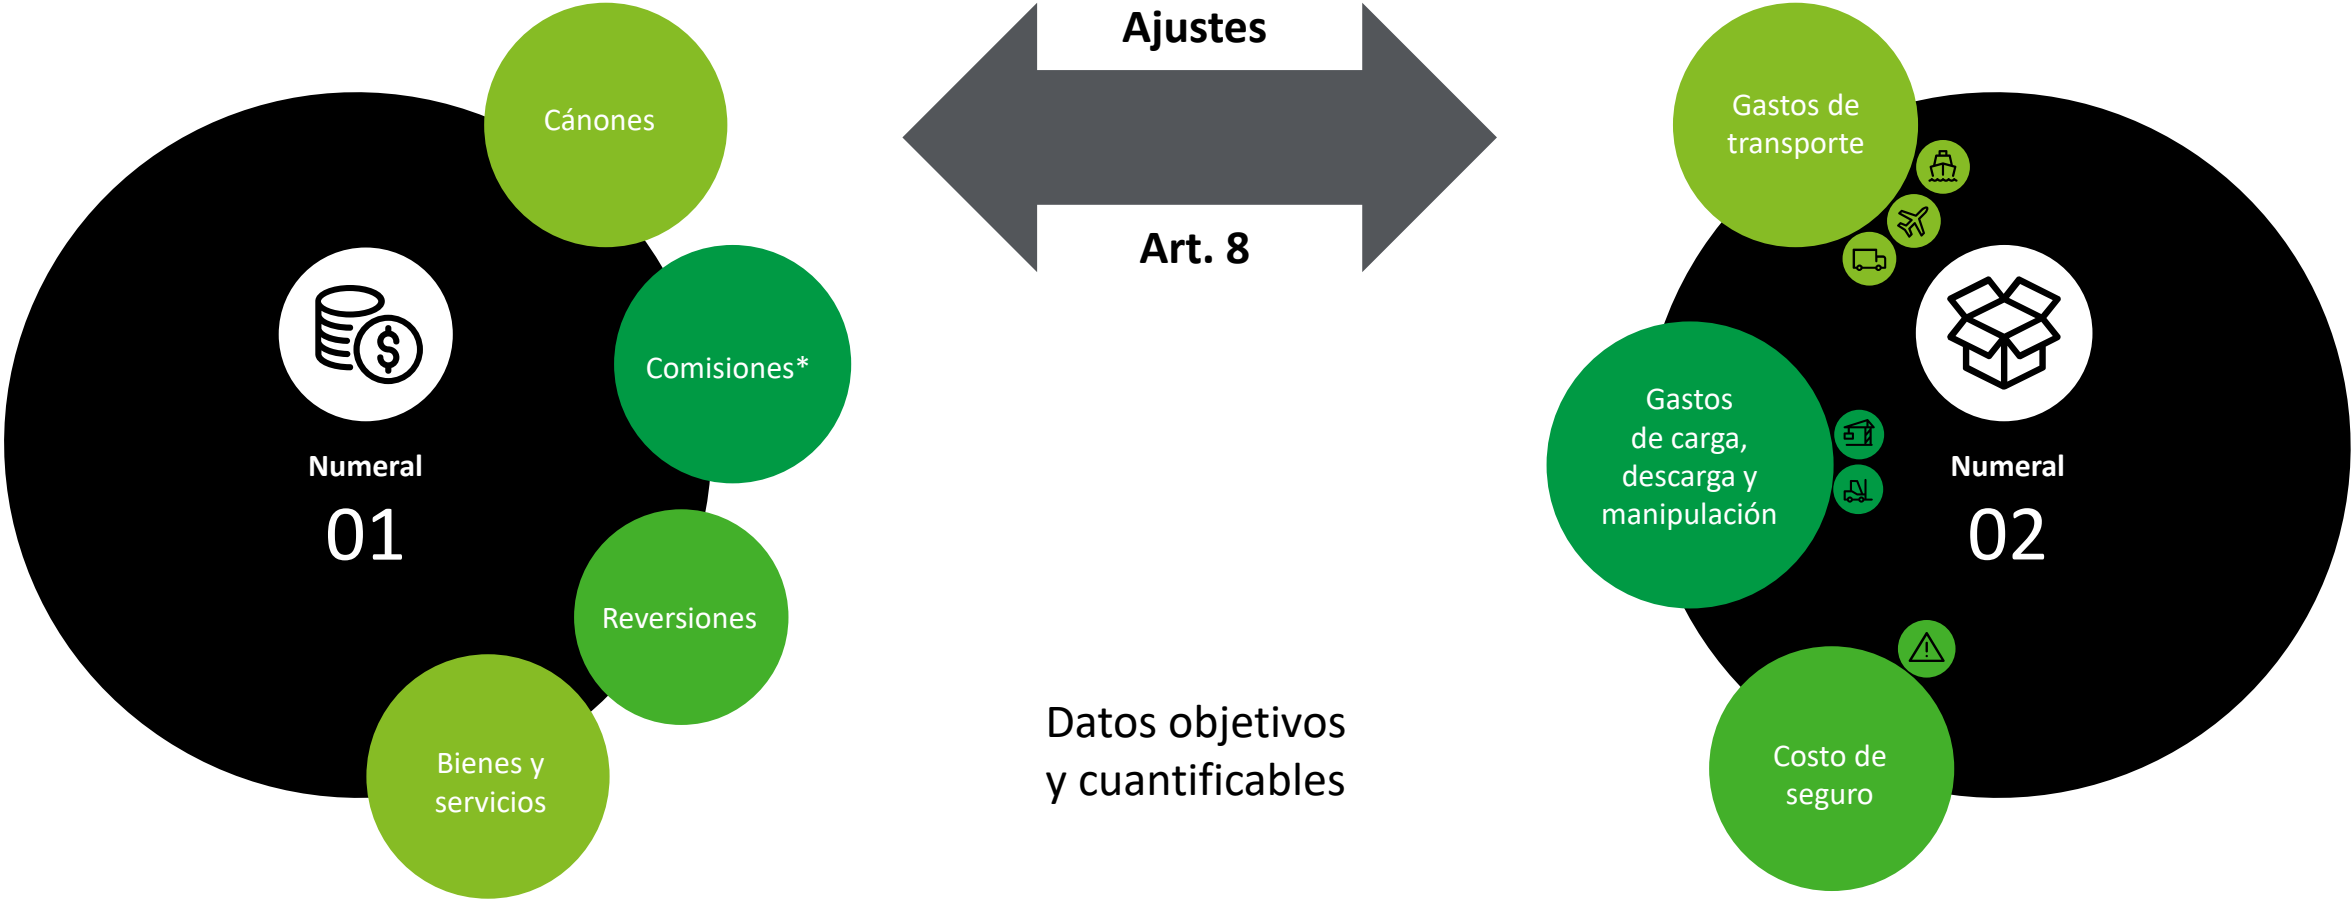 Ajustes
Art. 8
Cánones
Comisiones*
Reversiones
Bienes y
servicios
Numeral
01
Datos objetivos
y cuantificables
Gastos de
transporte
Gastos
de carga,
descarga y
manipulación
Costo de
seguro
Numeral
02